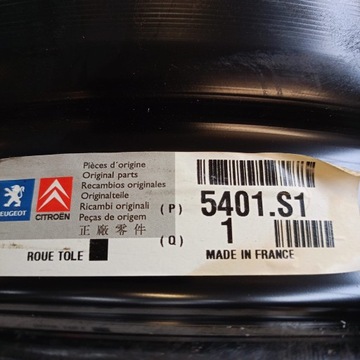 Pièces d'origine
Original parts
Recambios originales
Originalteile
Ricambi originali
Peças de origem
正廠零件
PEUGEOT
CITROËN
(P) 5401.S1
(Q) 1
ROUE TOLE
MADE IN FRANCE